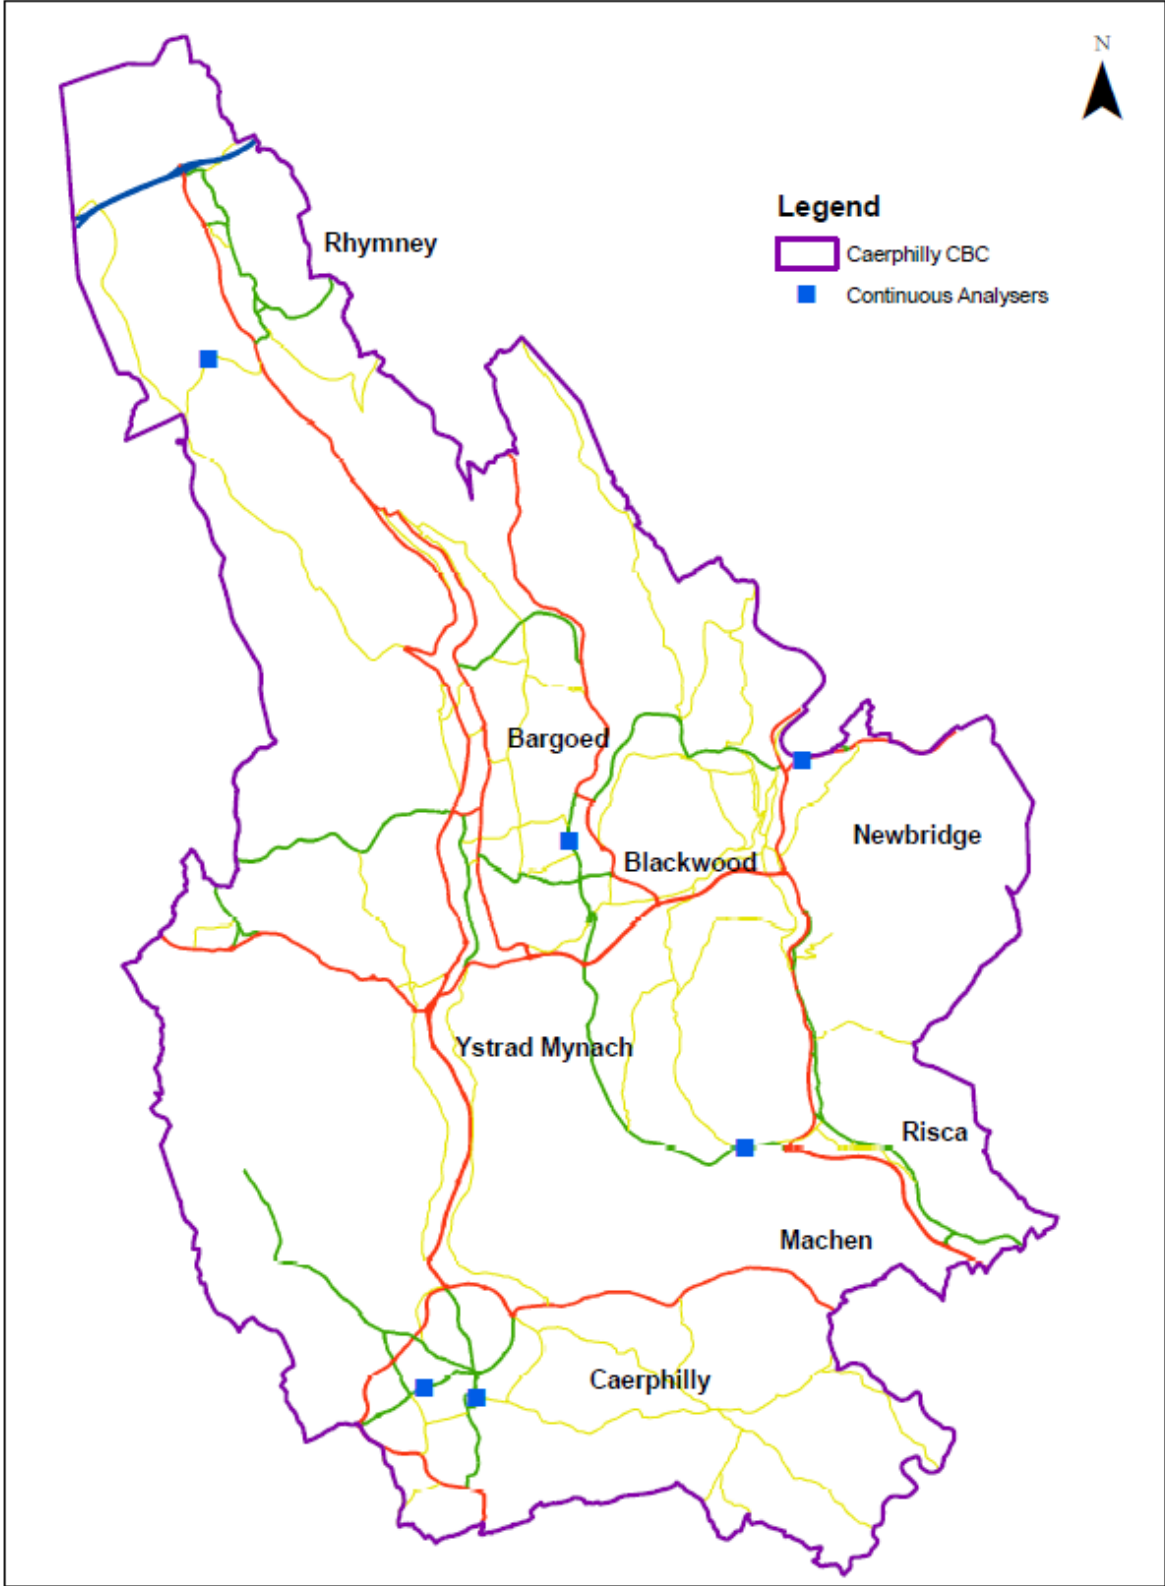 N
Legend
Caerphilly CBC
Continuous Analysers
Rhymney
Bargoed
Newbridge
Blackwood
Ystrad Mynach
Risca
Machen
Caerphilly